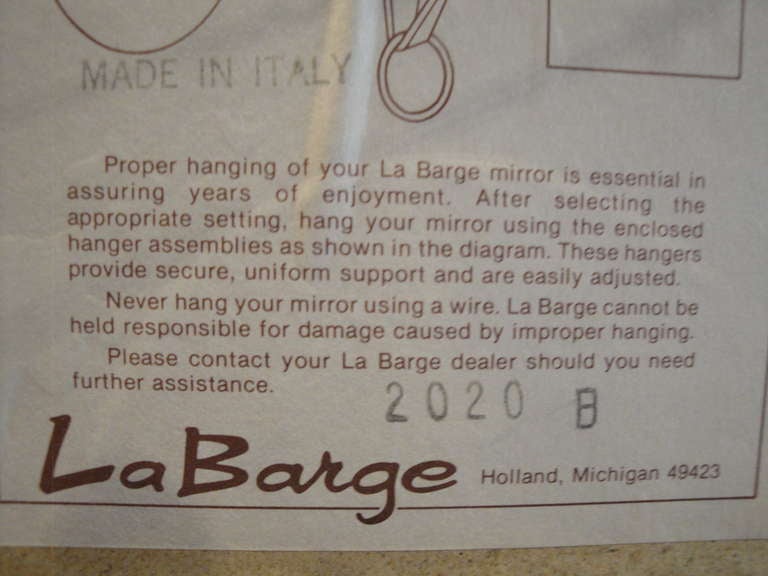 MADE IN ITALY
Proper hanging of your La Barge mirror is essential in
assuring years of enjoyment. After selecting the
appropriate setting, hang your mirror using the enclosed
hanger assemblies as shown in the diagram. These hangers
provide secure, uniform support and are easily adjusted.
Never hang your mirror using a wire. La Barge cannot be
held responsible for damage caused by improper hanging.
Please contact your La Barge dealer should you need
further assistance.
2020 B
LaBarge Holland, Michigan 49423